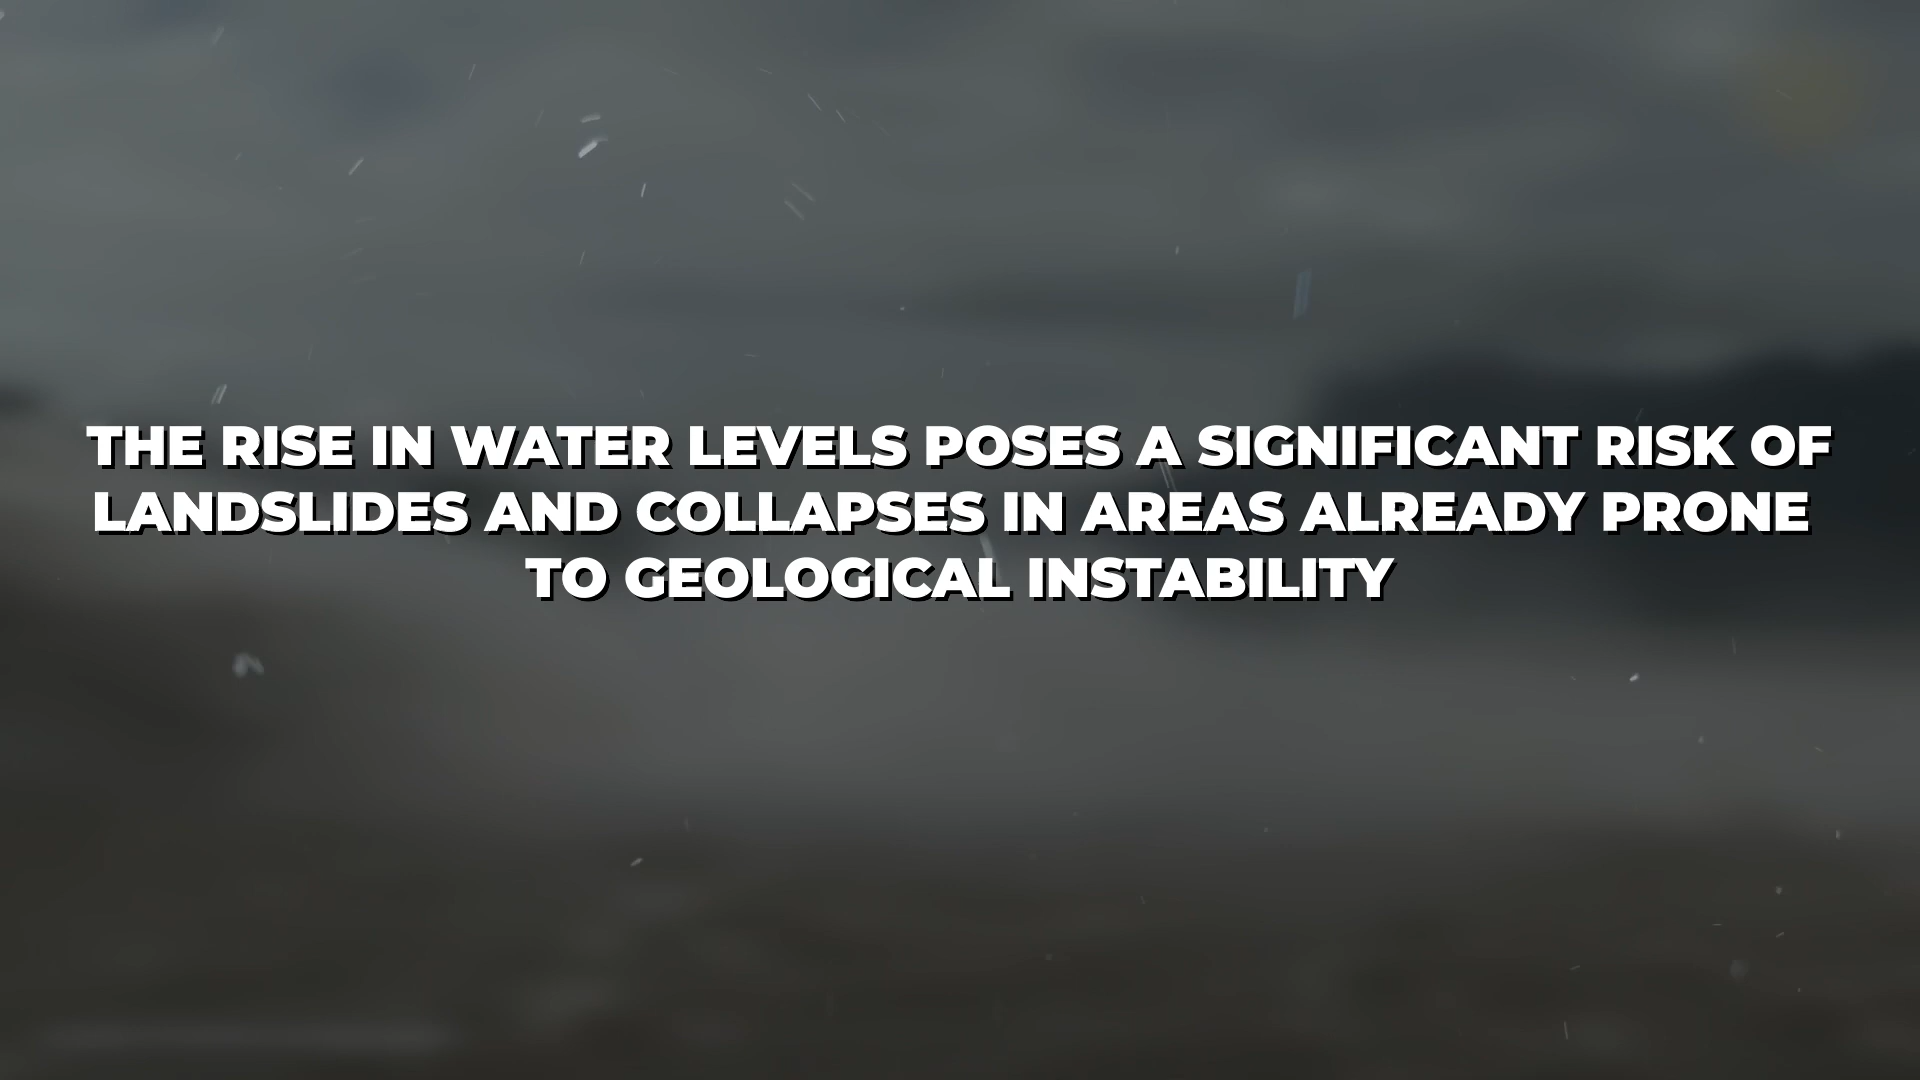 THE RISE IN WATER LEVELS POSES A SIGNIFICANT RISK OF
LANDSLIDES AND COLLAPSES IN AREAS ALREADY PRONE
TO GEOLOGICAL INSTABILITY